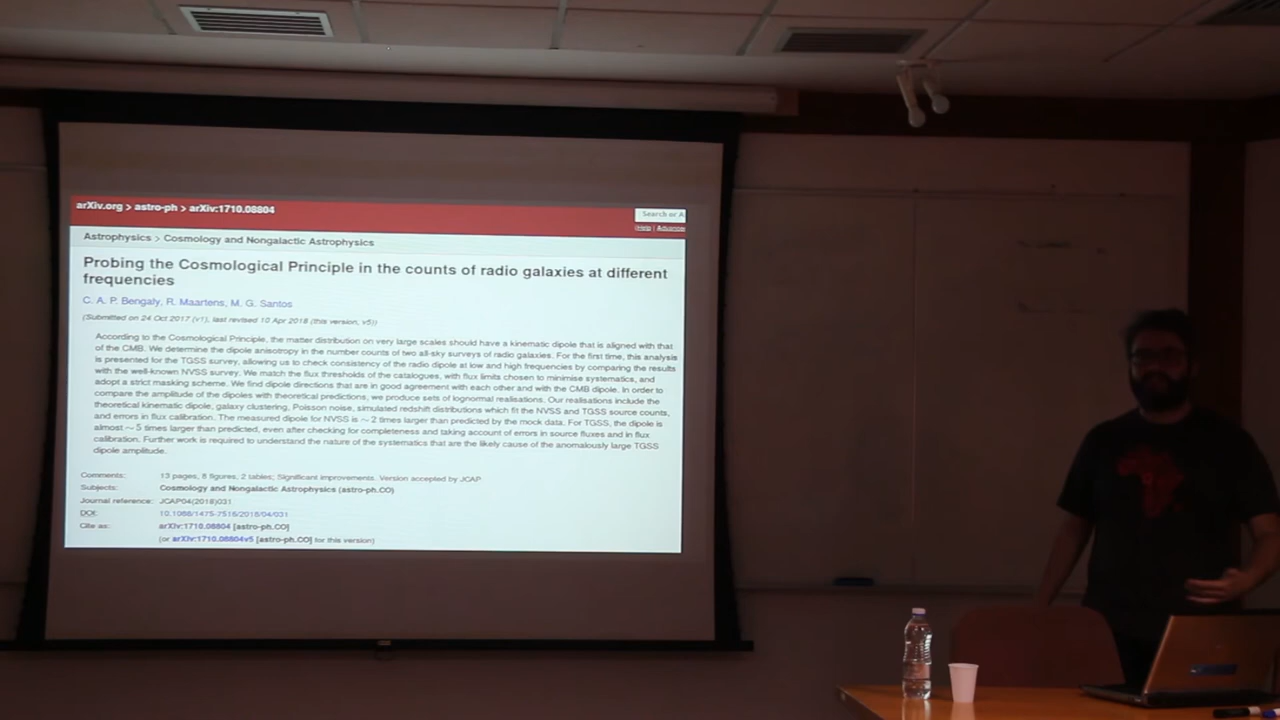 arXiv.org > astro-ph > arXiv:1710.08804
Search or A
Help | Advance
Astrophysics > Cosmology and Nongalactic Astrophysics
Probing the Cosmological Principle in the counts of radio galaxies at different
frequencies
C. A. P. Bengaly, R. Maartens, M. G. Santos
(Submitted on 24 Oct 2017 (v1), last revised 10 Apr 2018 (this version, v5))
According to the Cosmological Principle, the matter distribution on very large scales should have a kinematic dipole that is aligned with that
of the CMB. We determine the dipole anisotropy in the number counts of two all-sky surveys of radio galaxies. For the first time, this analysis
is presented for the TGSS survey, allowing us to check consistency of the radio dipole at low and high frequencies by comparing the results
with the well-known NVSS survey. We match the flux thresholds of the catalogues, with flux limits chosen to minimise systematics, and
adopt a strict masking scheme. We find dipole directions that are in good agreement with each other and with the CMB dipole. In order to
compare the amplitude of the dipoles with theoretical predictions, we produce sets of lognormal realisations. Our realisations include the
theoretical kinematic dipole, galaxy clustering, Poisson noise, simulated redshift distributions which fit the NVSS and TGSS source counts,
and errors in flux calibration. The measured dipole for NVSS is ~ 2 times larger than predicted by the mock data. For TGSS, the dipole is
almost ~ 5 times larger than predicted, even after checking for completeness and taking account of errors in source fluxes and in flux
calibration. Further work is required to understand the nature of the systematics that are the likely cause of the anomalously large TGSS
dipole amplitude.
Comments: 13 pages, 8 figures, 2 tables; Significant improvements. Version accepted by JCAP
Subjects: Cosmology and Nongalactic Astrophysics (astro-ph.CO)
Journal reference: JCAP04(2018)031
DOI: 10.1088/1475-7516/2018/04/031
Cite as: arXiv:1710.08804 [astro-ph.CO]
(or arXiv:1710.08804v5 [astro-ph.CO] for this version)